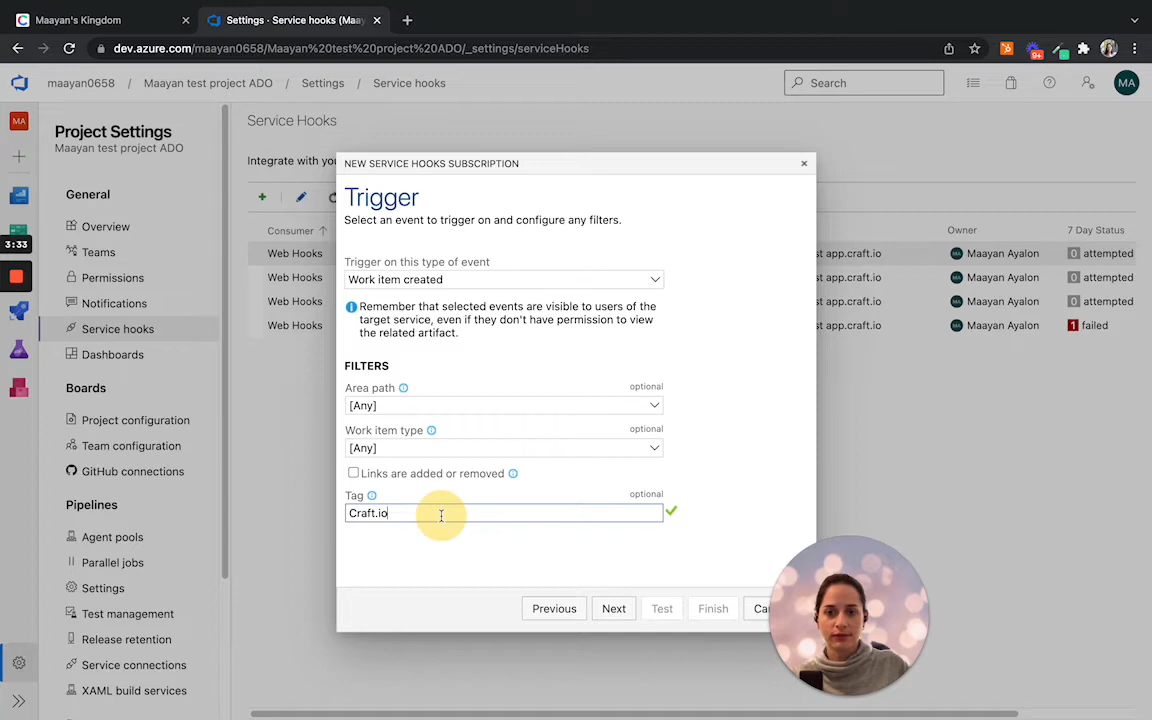 Maayan's Kingdom
Settings · Service hooks (Maay
dev.azure.com/maayan0658/Maayan%20test%20project%20ADO/_settings/serviceHooks
9+
maayan0658 / Maayan test project ADO / Settings / Service hooks
Search
MA
MA
Project Settings
Maayan test project ADO
General
Overview
Teams
Permissions
Notifications
Service hooks
Dashboards
Boards
Project configuration
Team configuration
GitHub connections
Pipelines
Agent pools
Parallel jobs
Settings
Test management
Release retention
Service connections
XAML build services
3:33
Service Hooks
Integrate with you
Consumer
Owner
7 Day Status
Web Hooks
st app.craft.io
MA Maayan Ayalon
0 attempted
Web Hooks
st app.craft.io
MA Maayan Ayalon
0 attempted
Web Hooks
st app.craft.io
MA Maayan Ayalon
0 attempted
Web Hooks
st app.craft.io
MA Maayan Ayalon
1 failed
NEW SERVICE HOOKS SUBSCRIPTION
Trigger
Select an event to trigger on and configure any filters.
Trigger on this type of event
Work item created
Remember that selected events are visible to users of the
target service, even if they don't have permission to view
the related artifact.
FILTERS
Area path
optional
[Any]
Work item type
optional
[Any]
Links are added or removed
Tag
optional
Craft.io
Previous
Next
Test
Finish
Ca